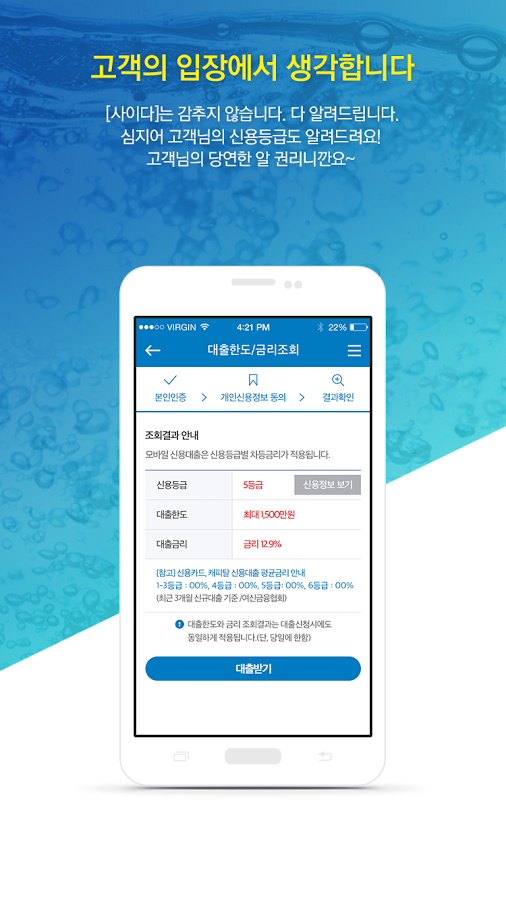 고객의 입장에서 생각합니다
[사이다]는 감추지 않습니다. 다 알려드립니다.
심지어 고객님의 신용등급도 알려드려요!
고객님의 당연한 알 권리니깐요~
VIRGIN 4:21 PM 22%
대출한도/금리조회
본인인증 > 개인신용정보 동의 > 결과확인
조회결과 안내
모바일 신용대출은 신용등급별 차등금리가 적용됩니다.
신용등급 5등급 신용정보 보기
대출한도 최대 1,500만원
대출금리 금리 12.9%
[참고] 신용카드, 캐피탈 신용대출 평균금리 안내
1-3등급 : 00%, 4등급 : 00%, 5등급 : 00%, 6등급 : 00%
(최근 3개월 신규대출 기준 /여신금융협회)
대출한도와 금리 조회결과는 대출신청시에도
동일하게 적용됩니다.(단, 당일에 한함)
대출받기